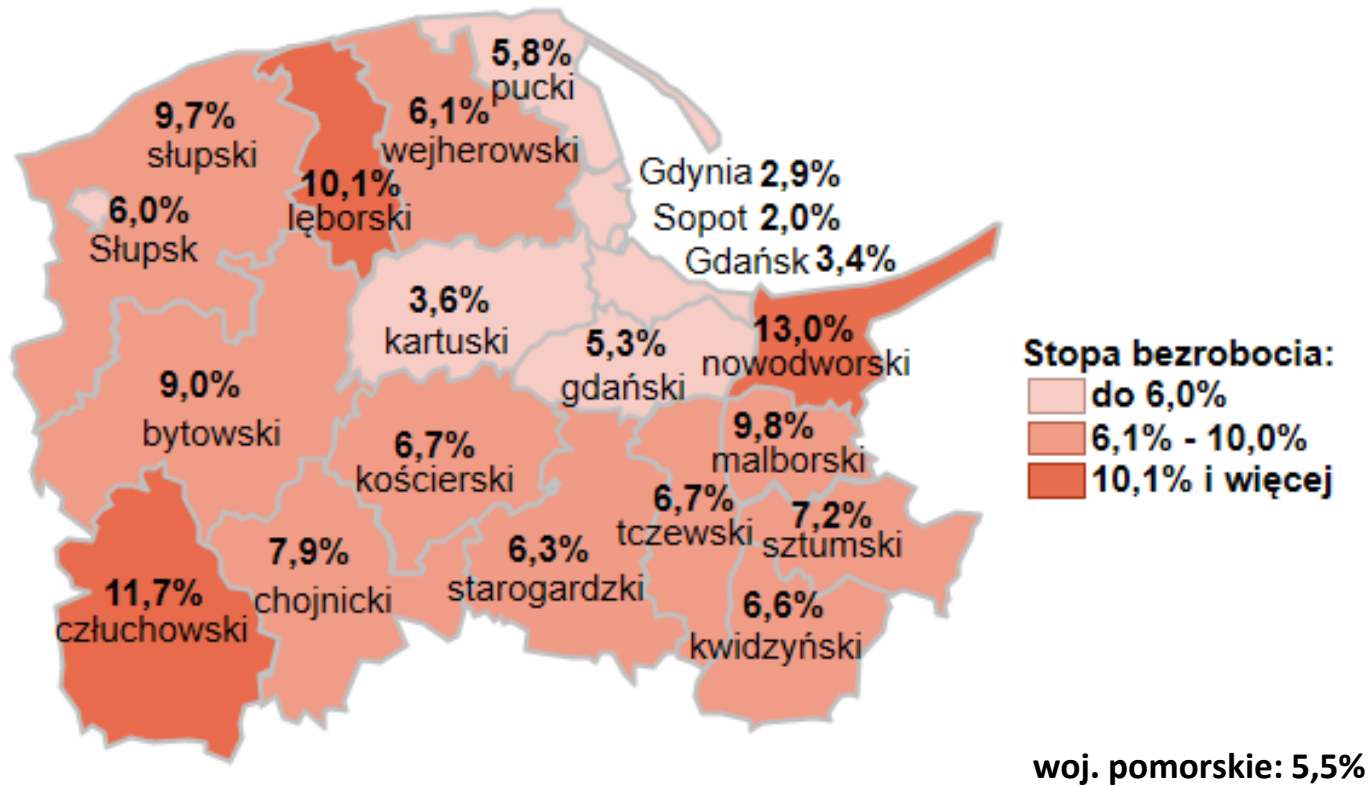 5,8%
pucki
9,7%
słupski
6,1%
wejherowski
10,1%
lęborski
Gdynia 2,9%
Sopot 2,0%
Gdańsk 3,4%
6,0%
Słupsk
3,6%
kartuski
5,3%
gdański
13,0%
nowodworski
9,0%
bytowski
6,7%
kościerski
9,8%
malborski
6,7%
tczewski
7,2%
sztumski
7,9%
chojnicki
6,3%
starogardzki
11,7%
człuchowski
6,6%
kwidzyński
Stopa bezrobocia:
do 6,0%
6,1% - 10,0%
10,1% i więcej
woj. pomorskie: 5,5%